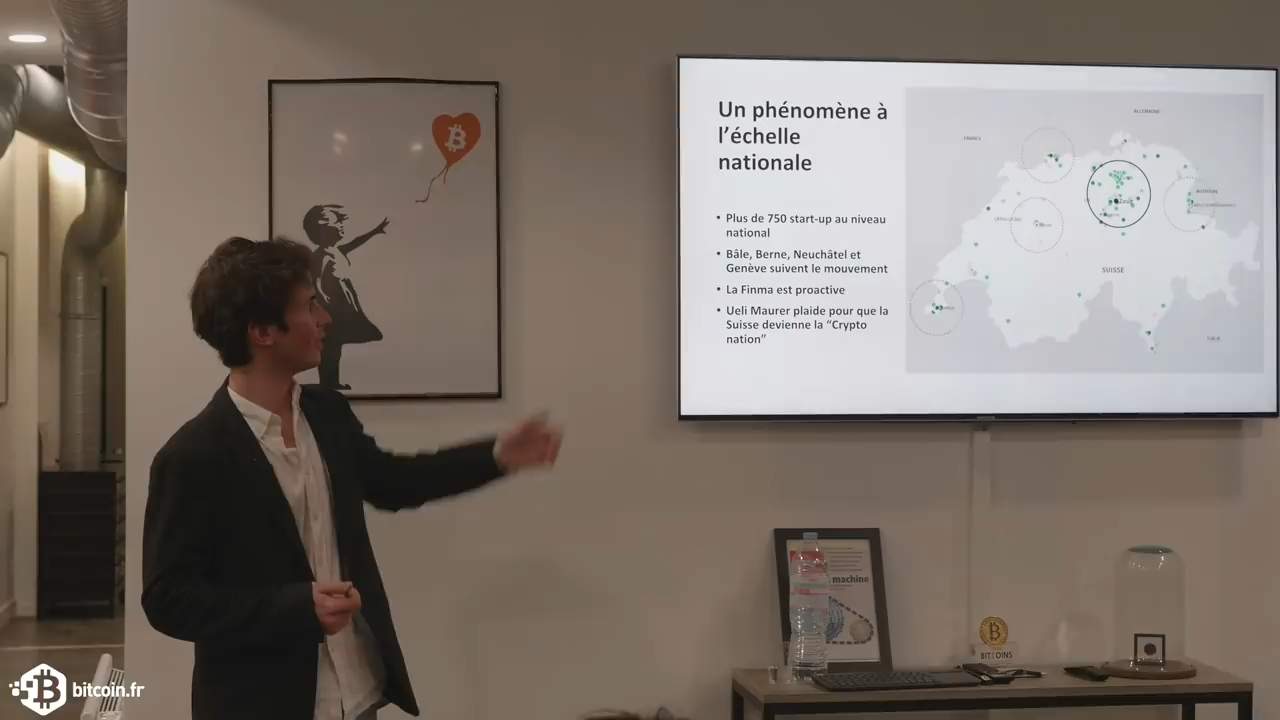 Un phénomène à
l'échelle
nationale
• Plus de 750 start-up au niveau
national
• Bâle, Berne, Neuchâtel et
Genève suivent le mouvement
• La Finma est proactive
• Ueli Maurer plaide pour que la
Suisse devienne la “Crypto
nation”
ALLEMAGNE
FRANCE
SUISSE
machine
BITCOINS
bitcoin.fr